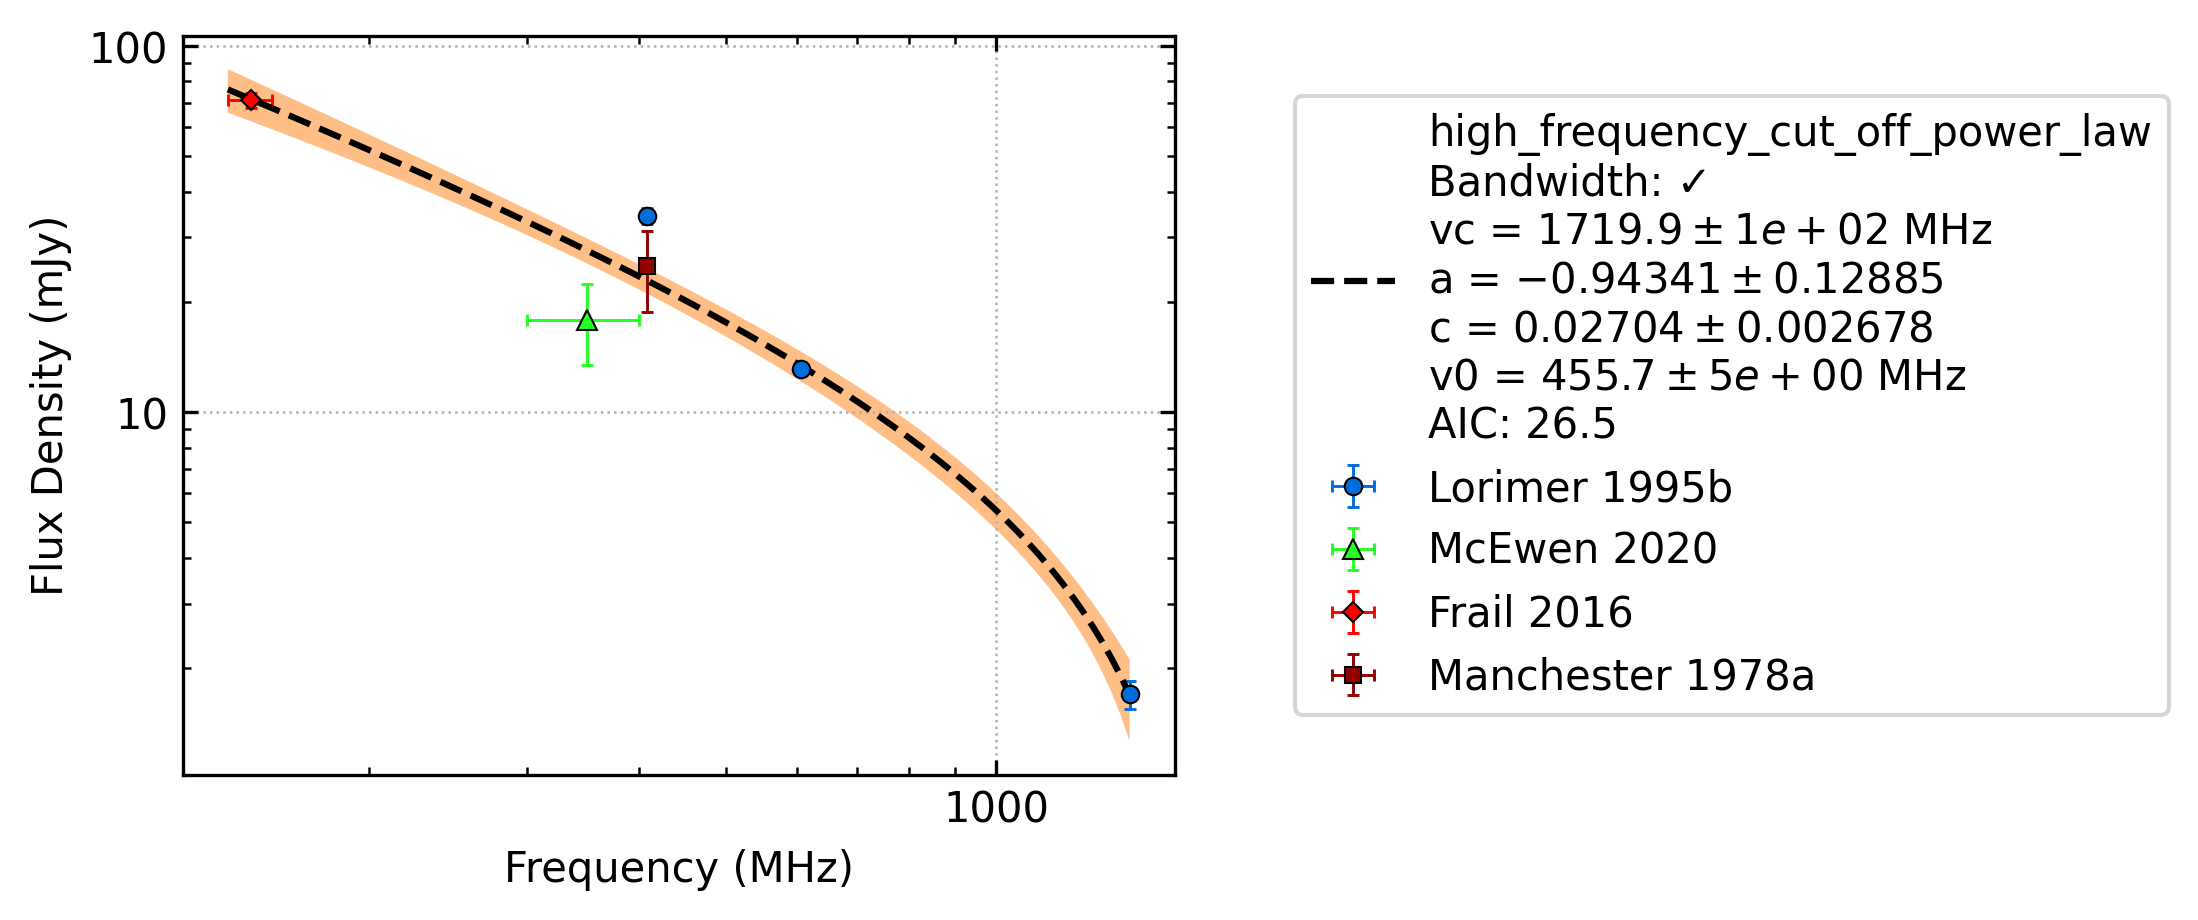 100
10
Flux Density (mJy)
1000
Frequency (MHz)
high_frequency_cut_off_power_law
Bandwidth: ✓
vc = 1719.9 ± 1e + 02 MHz
a = −0.94341 ± 0.12885
c = 0.02704 ± 0.002678
v0 = 455.7 ± 5e + 00 MHz
AIC: 26.5
Lorimer 1995b
McEwen 2020
Frail 2016
Manchester 1978a